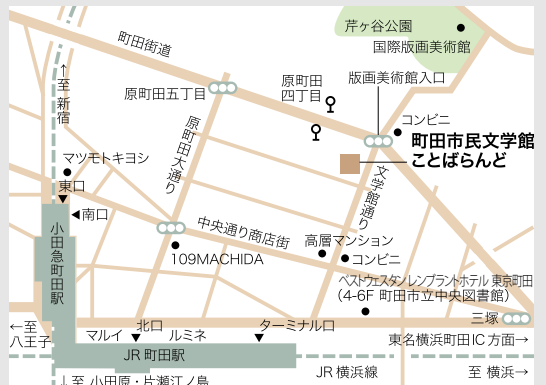 芹ヶ谷公園
国際版画美術館
町田街道
↑至 新宿
原町田五丁目
原町田
四丁目
版画美術館入口
コンビニ
町田市民文学館
ことばらんど
原町田大通り
マツモトキヨシ
東口
南口
文学館通り
中央通り商店街
高層マンション
109MACHIDA
コンビニ
小田急町田駅
ベストウェスタンレンブラントホテル 東京町田
(4-6F 町田市立中央図書館)
←至
八王子
北口
マルイ
ルミネ
ターミナル口
三塚
東名横浜町田IC方面→
JR 町田駅
JR 横浜線
至 横浜→
↓至 小田原・片瀬江ノ島